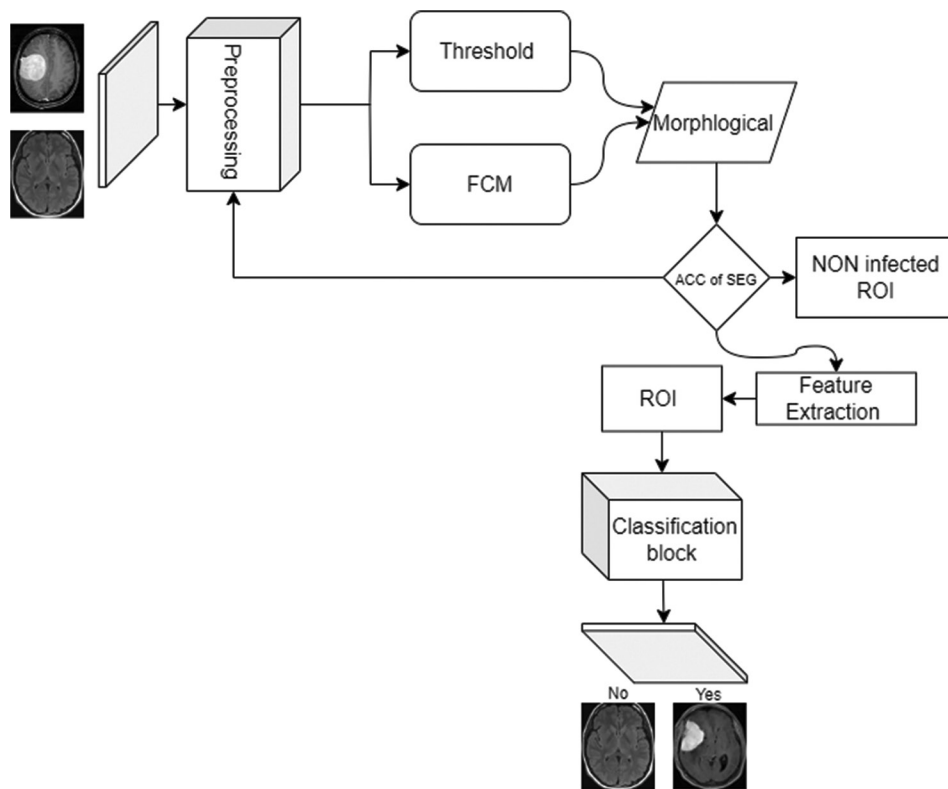 Preprocessing
Threshold
FCM
Morphlogical
ACC of SEG
NON infected
ROI
Feature
Extraction
ROI
Classification
block
No
Yes